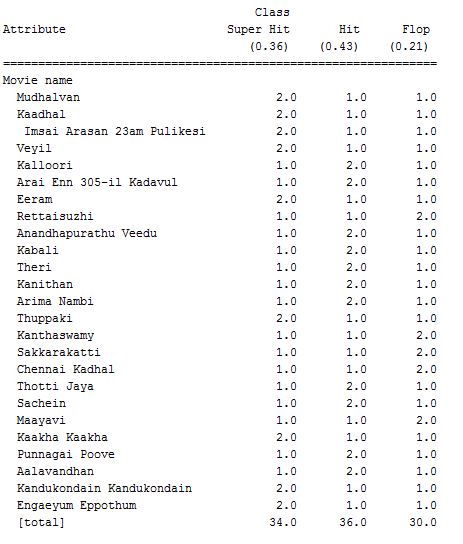 Class
Attribute Super Hit Hit Flop
(0.36) (0.43) (0.21)
================================================================
Movie name
Mudhalvan 2.0 1.0 1.0
Kaadhal 2.0 1.0 1.0
Imsai Arasan 23am Pulikesi 2.0 1.0 1.0
Veyil 2.0 1.0 1.0
Kalloori 1.0 2.0 1.0
Arai Enn 305-il Kadavul 1.0 2.0 1.0
Eeram 2.0 1.0 1.0
Rettaisuzhi 1.0 1.0 2.0
Anandhapurathu Veedu 1.0 2.0 1.0
Kabali 1.0 2.0 1.0
Theri 1.0 2.0 1.0
Kanithan 1.0 2.0 1.0
Arima Nambi 1.0 2.0 1.0
Thuppaki 2.0 1.0 1.0
Kanthaswamy 1.0 1.0 2.0
Sakkarakatti 1.0 1.0 2.0
Chennai Kadhal 1.0 1.0 2.0
Thotti Jaya 1.0 2.0 1.0
Sachein 1.0 2.0 1.0
Maayavi 1.0 1.0 2.0
Kaakha Kaakha 2.0 1.0 1.0
Punnagai Poove 1.0 2.0 1.0
Aalavandhan 1.0 2.0 1.0
Kandukondain Kandukondain 2.0 1.0 1.0
Engaeyum Eppothum 2.0 1.0 1.0
[total] 34.0 36.0 30.0